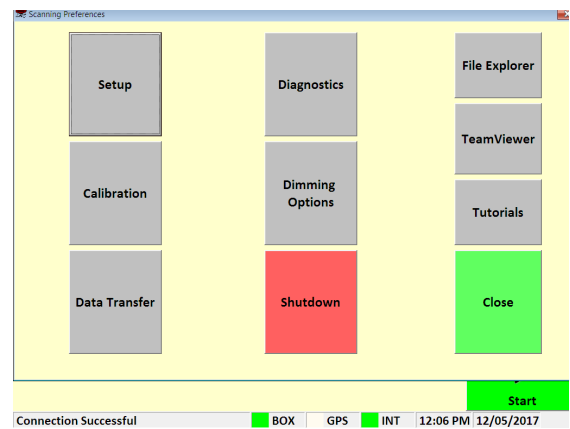 Scanning Preferences
Setup
Diagnostics
File Explorer
TeamViewer
Calibration
Dimming
Options
Tutorials
Data Transfer
Shutdown
Close
Start
Connection Successful
BOX
GPS
INT
12:06 PM
12/05/2017